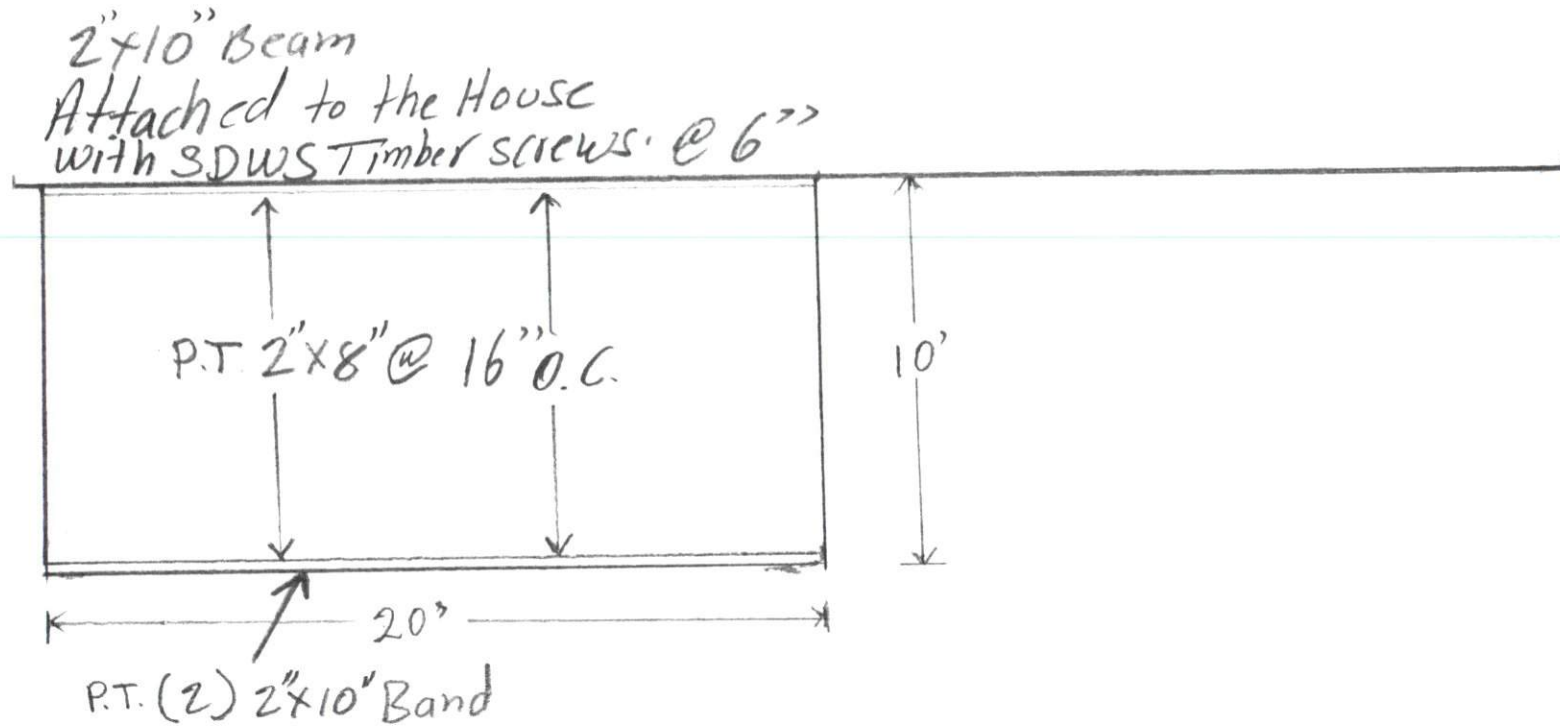 2"x10" Beam
Attached to the House
with SDWS Timber screws. @ 6"
P.T. 2"x8" @ 16" O.C.
10'
20'
P.T. (2) 2"x10" Band